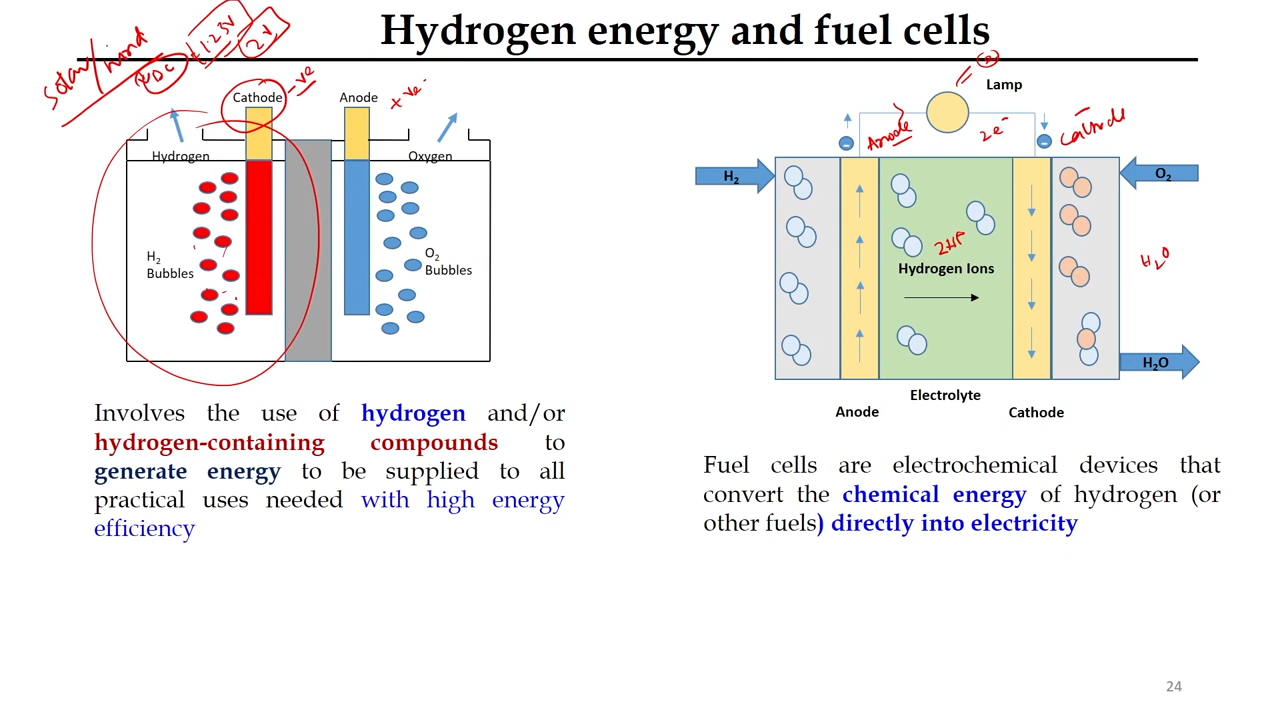 Hydrogen energy and fuel cells
Solar/wind
DC
1.23V
2V
Cathode
-ve
Anode
+ve
Hydrogen
Oxygen
H2
Bubbles
O2
Bubbles
Involves the use of hydrogen and/or
hydrogen-containing compounds to
generate energy to be supplied to all
practical uses needed with high energy
efficiency
Lamp
Anode
2e-
Cathode
H2
O2
2H+
Hydrogen Ions
H2O
H2O
Electrolyte
Anode
Cathode
Fuel cells are electrochemical devices that
convert the chemical energy of hydrogen (or
other fuels) directly into electricity
24